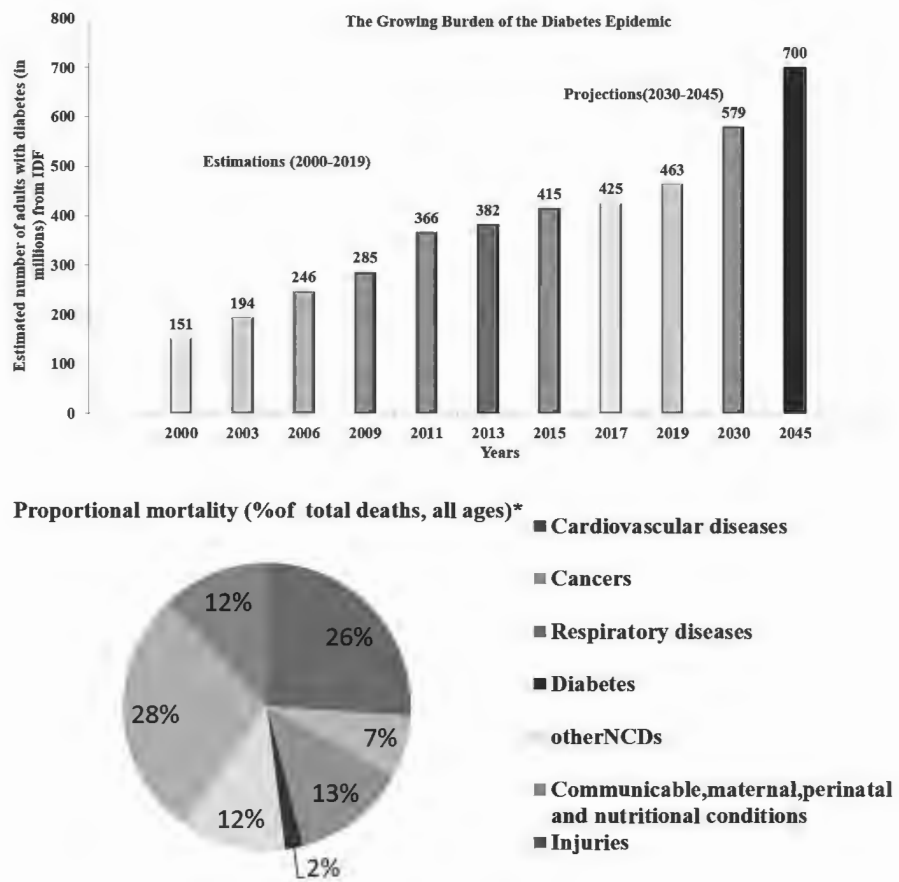 The Growing Burden of the Diabetes Epidemic
Estimated number of adults with diabetes (in
millions) from IDF
800
700
600
500
400
300
200
100
0
Estimations (2000-2019)
Projections(2030-2045)
151
194
246
285
366
382
415
425
463
579
700
2000 2003 2006 2009 2011 2013 2015 2017 2019 2030 2045
Years
Proportional mortality (%of total deaths, all ages)*
12%
26%
28%
7%
13%
12%
2%
Cardiovascular diseases
Cancers
Respiratory diseases
Diabetes
otherNCDs
Communicable,maternal,perinatal
and nutritional conditions
Injuries